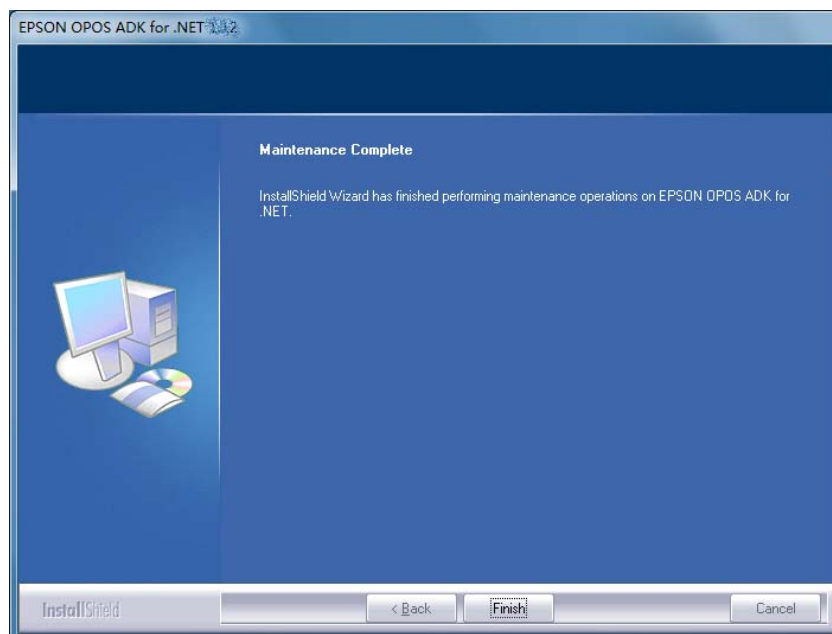 EPSON OPOS ADK for .NET
Maintenance Complete
InstallShield Wizard has finished performing maintenance operations on EPSON OPOS ADK for
.NET.
InstallShield
< Back
Finish
Cancel